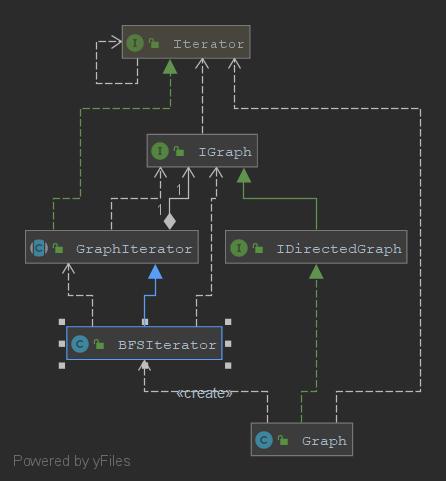 I Iterator
I IGraph
1
1
C GraphIterator
I IDirectedGraph
C BFSIterator
«create»
C Graph
Powered by yFiles